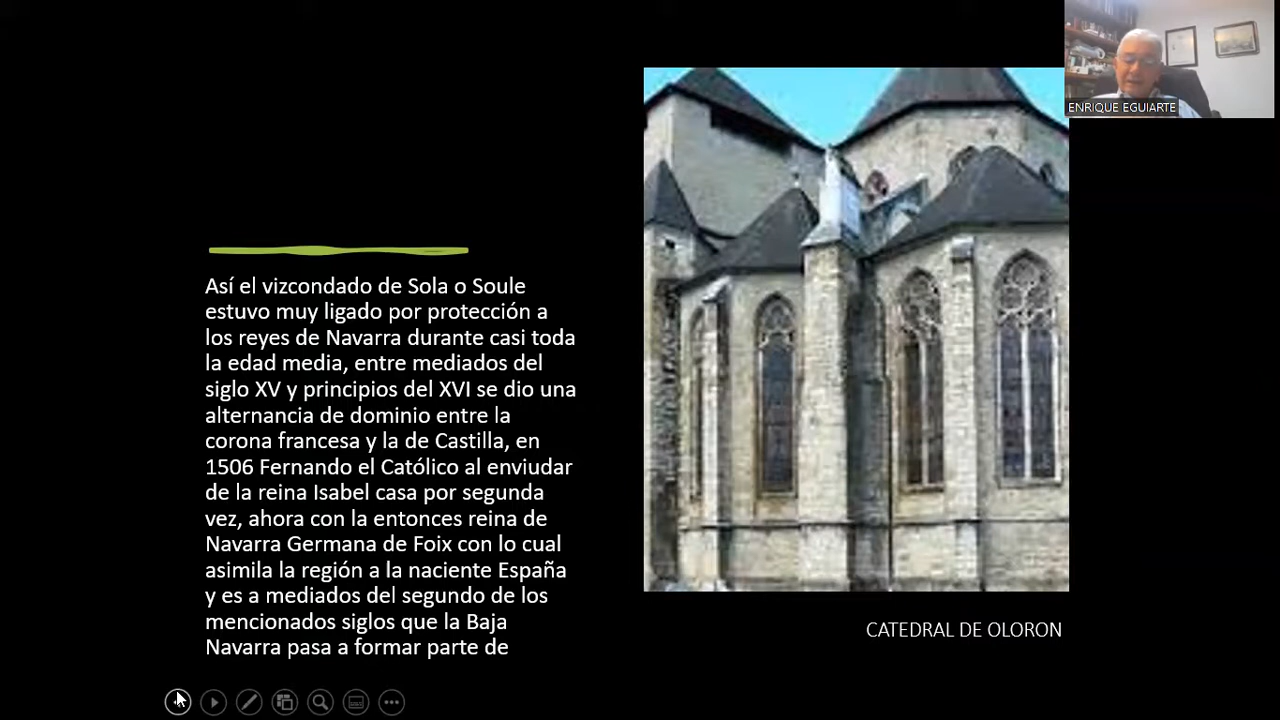 ENRIQUE EGUIARTE
Así el vizcondado de Sola o Soule
estuvo muy ligado por protección a
los reyes de Navarra durante casi toda
la edad media, entre mediados del
siglo XV y principios del XVI se dio una
alternancia de dominio entre la
corona francesa y la de Castilla, en
1506 Fernando el Católico al enviudar
de la reina Isabel casa por segunda
vez, ahora con la entonces reina de
Navarra Germana de Foix con lo cual
asimila la región a la naciente España
y es a mediados del segundo de los
mencionados siglos que la Baja
Navarra pasa a formar parte de
CATEDRAL DE OLORON